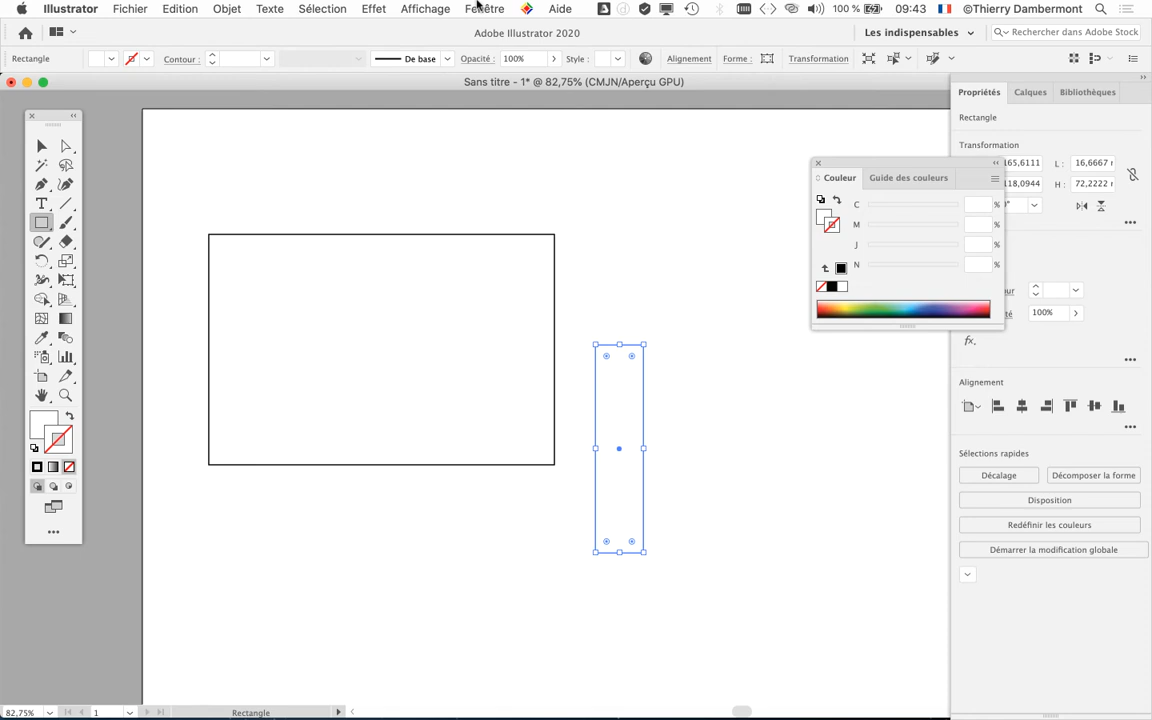 Illustrator Fichier Edition Objet Texte Sélection Effet Affichage Fenêtre Aide 100 % 09:43 ©Thierry Dambermont
Adobe Illustrator 2020 Les indispensables Rechercher dans Adobe Stock
Rectangle Contour : De base Opacité : 100% Style : Alignement Forme : Transformation
Sans titre - 1* @ 82,75% (CMJN/Aperçu GPU)
Propriétés Calques Bibliothèques
Rectangle
Transformation
165,6111 L : 16,6667
118,0944 H : 72,2222
Couleur Guide des couleurs
C %
M %
J %
N %
100%
fx
Alignement
Sélections rapides
Décalage Décomposer la forme
Disposition
Redéfinir les couleurs
Démarrer la modification globale
82,75% 1 Rectangle